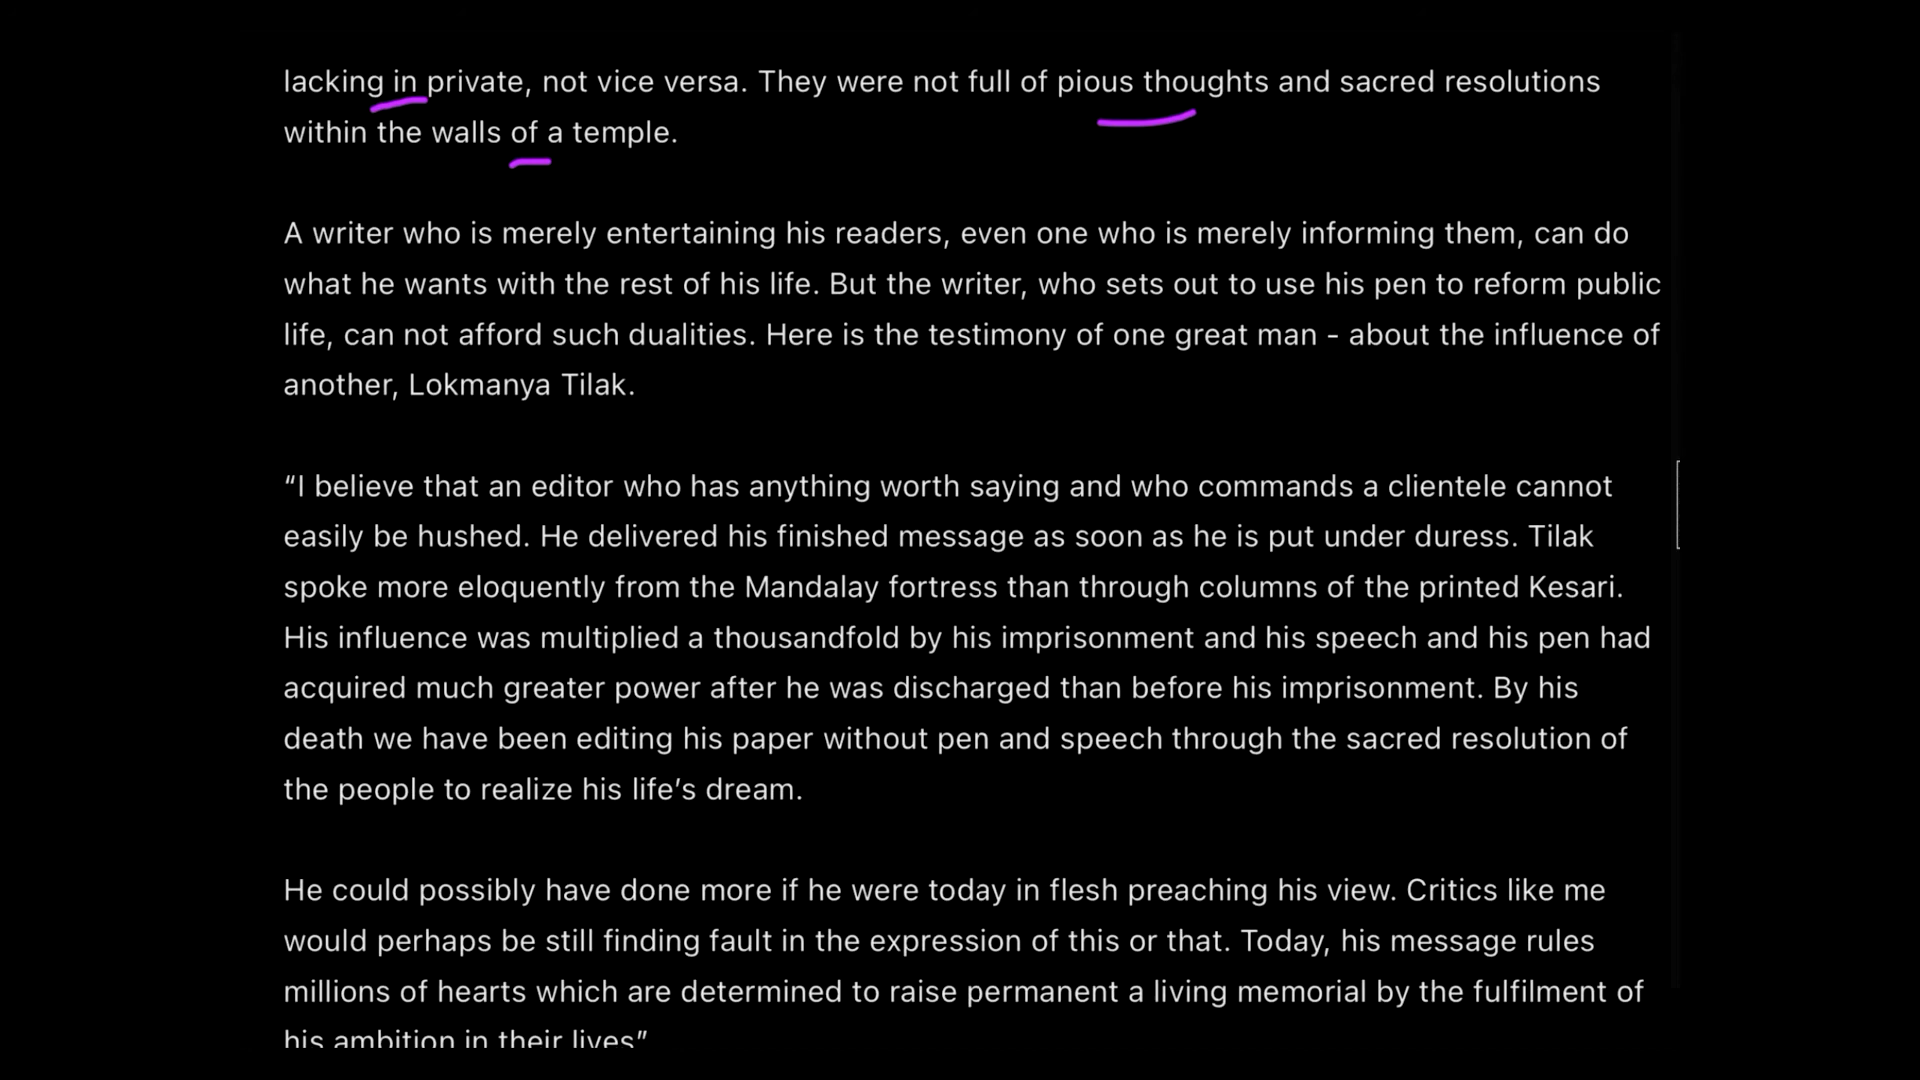 lacking in private, not vice versa. They were not full of pious thoughts and sacred resolutions
within the walls of a temple.
A writer who is merely entertaining his readers, even one who is merely informing them, can do
what he wants with the rest of his life. But the writer, who sets out to use his pen to reform public
life, can not afford such dualities. Here is the testimony of one great man - about the influence of
another, Lokmanya Tilak.
“I believe that an editor who has anything worth saying and who commands a clientele cannot
easily be hushed. He delivered his finished message as soon as he is put under duress. Tilak
spoke more eloquently from the Mandalay fortress than through columns of the printed Kesari.
His influence was multiplied a thousandfold by his imprisonment and his speech and his pen had
acquired much greater power after he was discharged than before his imprisonment. By his
death we have been editing his paper without pen and speech through the sacred resolution of
the people to realize his life’s dream.
He could possibly have done more if he were today in flesh preaching his view. Critics like me
would perhaps be still finding fault in the expression of this or that. Today, his message rules
millions of hearts which are determined to raise permanent a living memorial by the fulfilment of
his ambition in their lives”